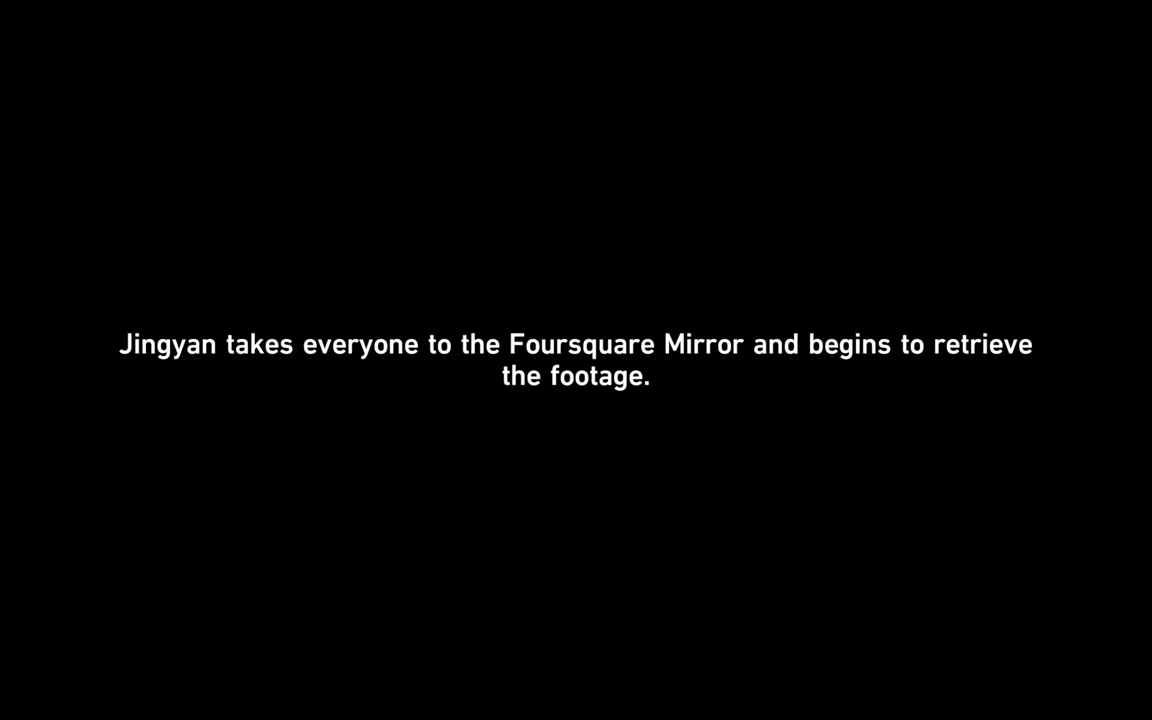 Jingyan takes everyone to the Foursquare Mirror and begins to retrieve
the footage.